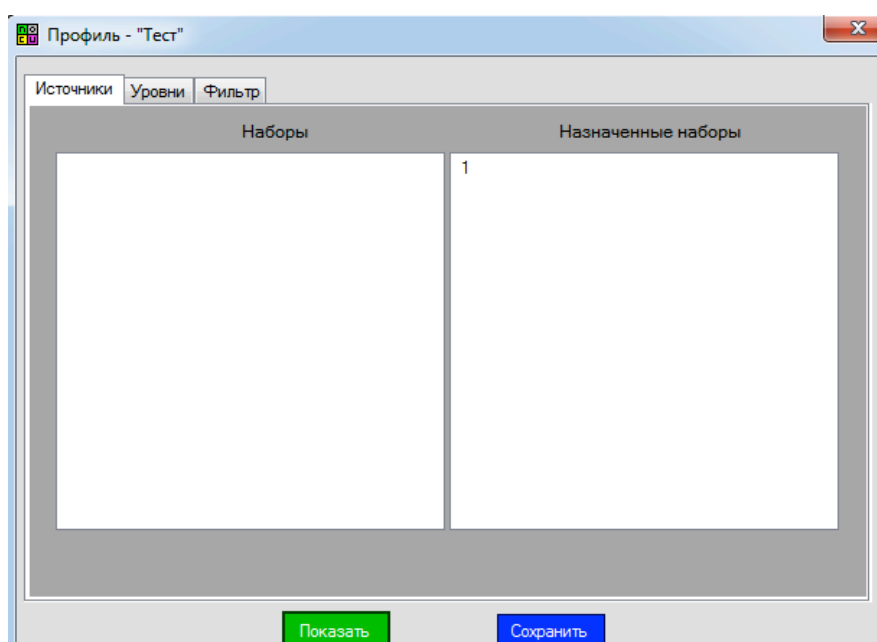 Профиль - "Тест"
Источники Уровни Фильтр
Наборы Назначенные наборы
1
Показать Сохранить